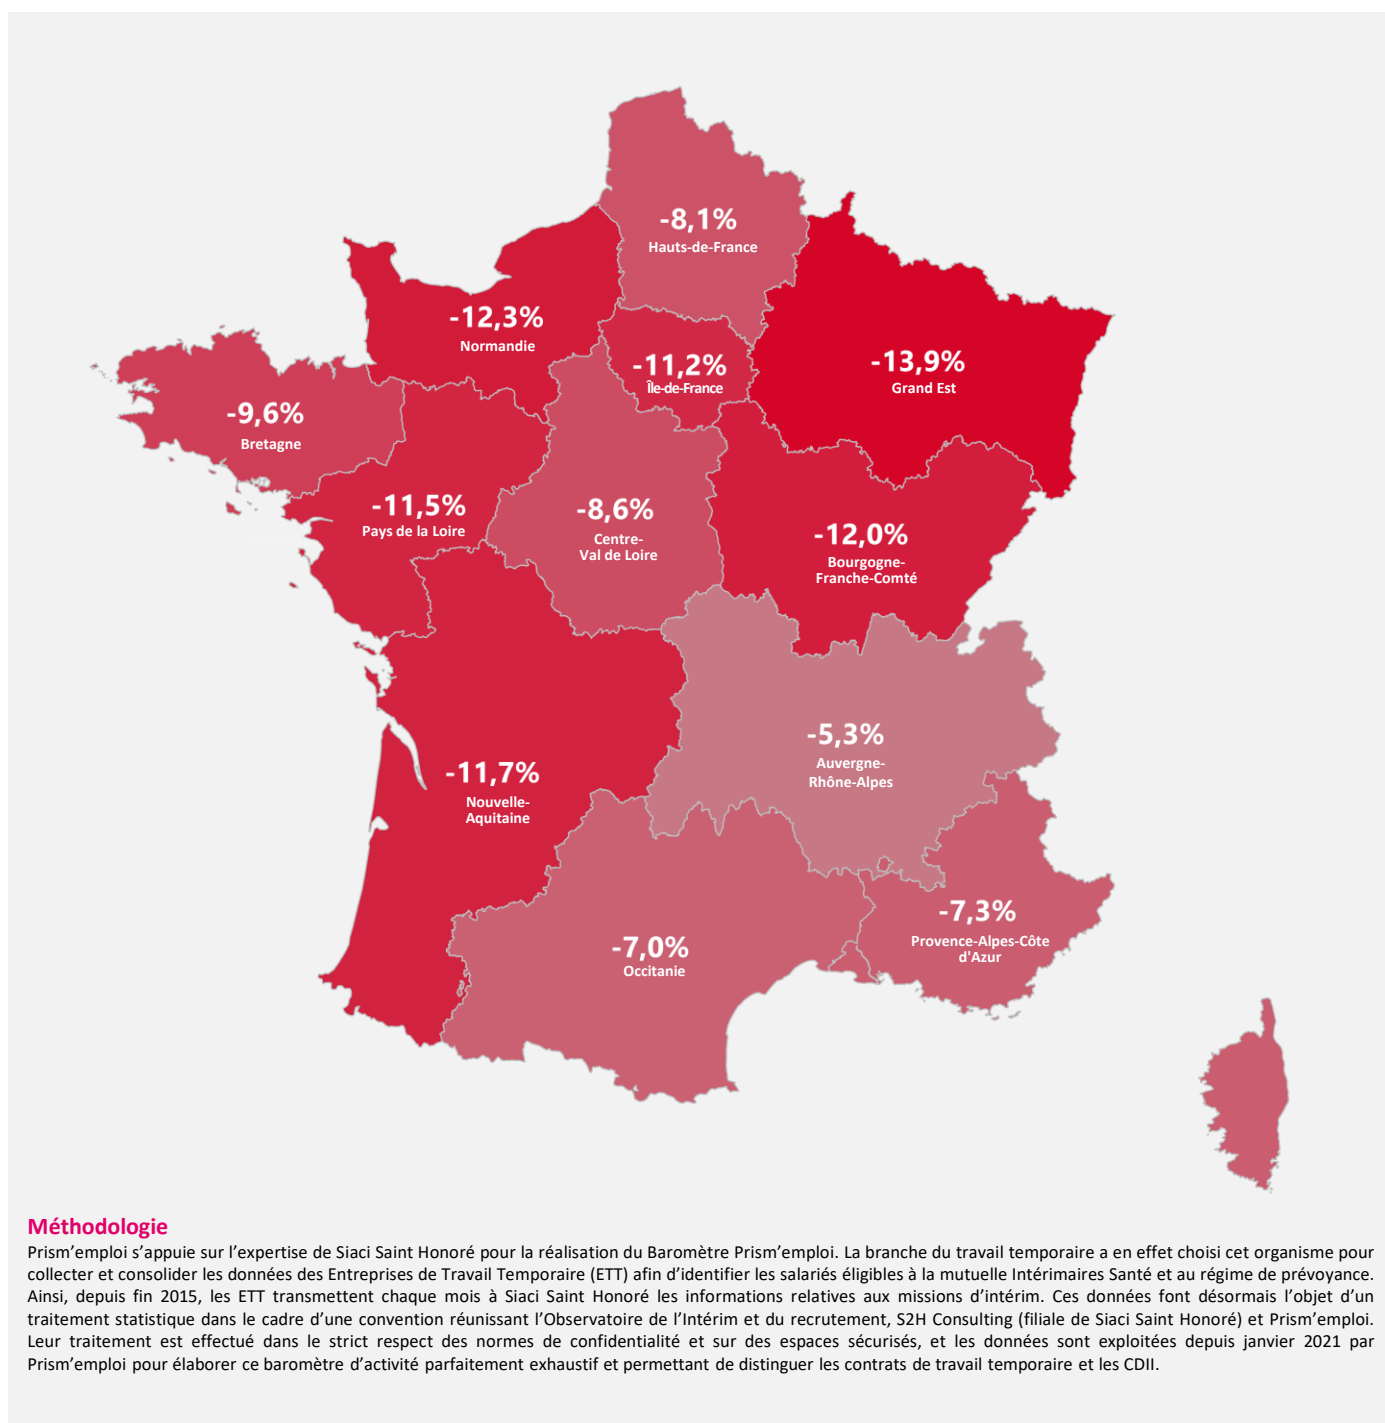 -8,1%
Hauts-de-France
-12,3%
Normandie
-11,2%
Île-de-France
-13,9%
Grand Est
-9,6%
Bretagne
-11,5%
Pays de la Loire
-8,6%
Centre-
Val de Loire
-12,0%
Bourgogne-
Franche-Comté
-5,3%
Auvergne-
Rhône-Alpes
-11,7%
Nouvelle-
Aquitaine
-7,3%
Provence-Alpes-Côte
d'Azur
-7,0%
Occitanie
Méthodologie
Prism’emploi s’appuie sur l’expertise de Siaci Saint Honoré pour la réalisation du Baromètre Prism’emploi. La branche du travail temporaire a en effet choisi cet organisme pour
collecter et consolider les données des Entreprises de Travail Temporaire (ETT) afin d’identifier les salariés éligibles à la mutuelle Intérimaires Santé et au régime de prévoyance.
Ainsi, depuis fin 2015, les ETT transmettent chaque mois à Siaci Saint Honoré les informations relatives aux missions d’intérim. Ces données font désormais l’objet d’un
traitement statistique dans le cadre d’une convention réunissant l’Observatoire de l’Intérim et du recrutement, S2H Consulting (filiale de Siaci Saint Honoré) et Prism’emploi.
Leur traitement est effectué dans le strict respect des normes de confidentialité et sur des espaces sécurisés, et les données sont exploitées depuis janvier 2021 par
Prism’emploi pour élaborer ce baromètre d’activité parfaitement exhaustif et permettant de distinguer les contrats de travail temporaire et les CDII.